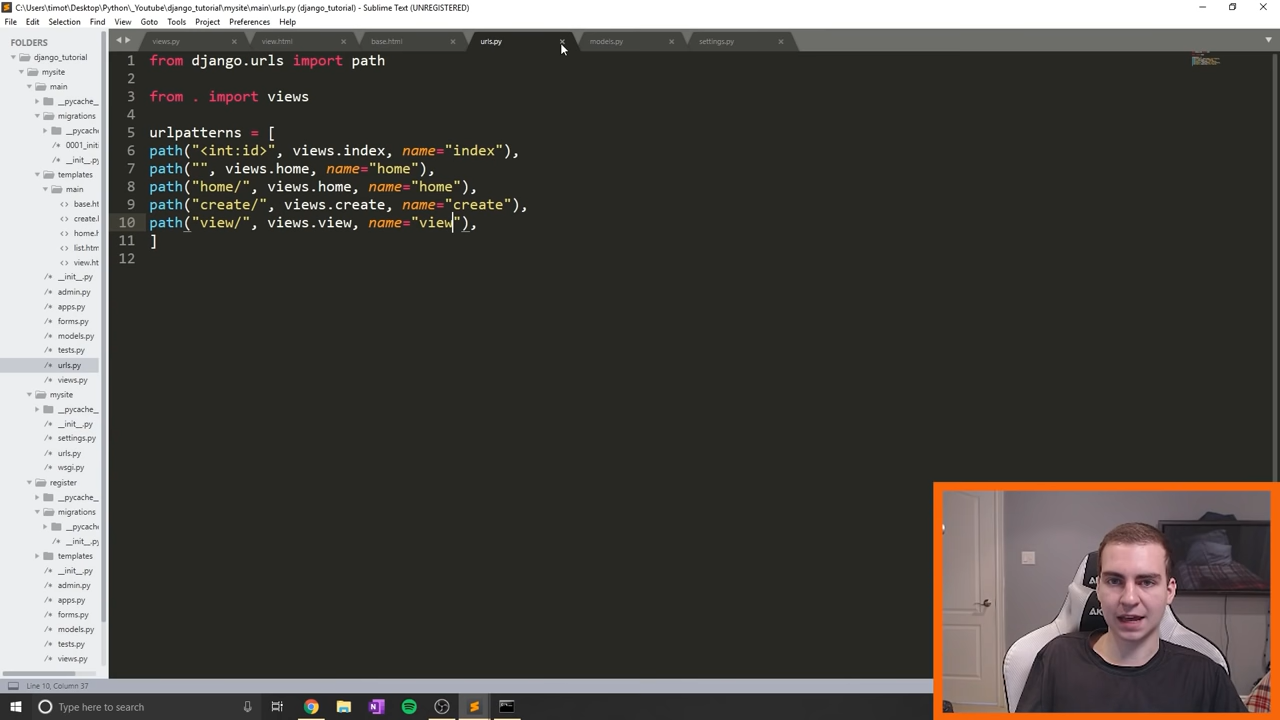 C:\Users\timot\Desktop\Python\_Youtube\django_tutorial\mysite\main\urls.py (django_tutorial) - Sublime Text (UNREGISTERED)
File Edit Selection Find View Goto Tools Project Preferences Help
FOLDERS
django_tutorial
mysite
main
__pycache_
migrations
__pycache_
0001_initi
__init__.p
templates
main
base.ht
create.l
home.h
list.htm
view.ht
__init__.py
admin.py
apps.py
forms.py
models.py
tests.py
urls.py
views.py
mysite
__pycache_
__init__.py
settings.py
urls.py
wsgi.py
register
__pycache_
migrations
__pycache_
__init__.p
templates
__init__.py
admin.py
apps.py
forms.py
models.py
tests.py
views.py
views.py view.html base.html urls.py models.py settings.py
1 from django.urls import path
2
3 from . import views
4
5 urlpatterns = [
6 path("<int:id>", views.index, name="index"),
7 path("", views.home, name="home"),
8 path("home/", views.home, name="home"),
9 path("create/", views.create, name="create"),
10 path("view/", views.view, name="view"),
11 ]
12
Line 10, Column 37
Type here to search